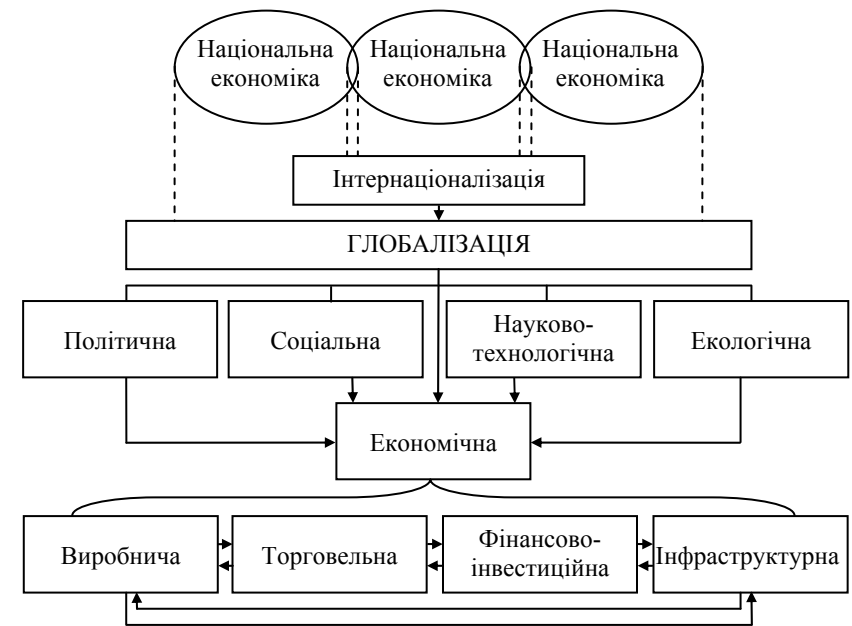 Національна
економіка
Національна
економіка
Національна
економіка
Інтернаціоналізація
ГЛОБАЛІЗАЦІЯ
Політична
Соціальна
Науково-
технологічна
Екологічна
Економічна
Виробнича
Торговельна
Фінансово-
інвестиційна
Інфраструктурна